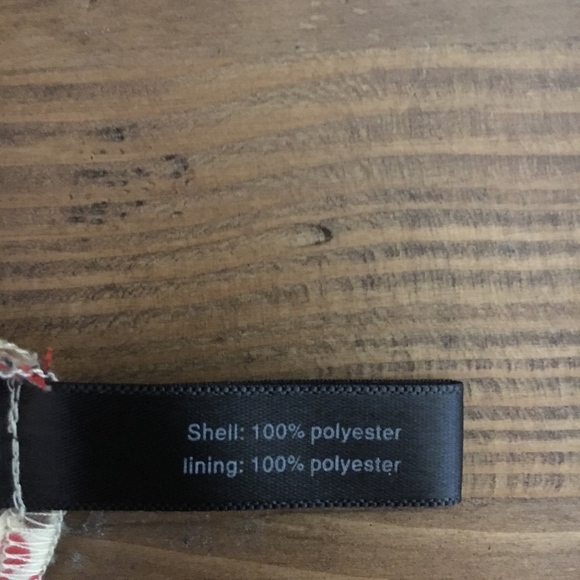 Shell: 100% polyester
lining: 100% polyester